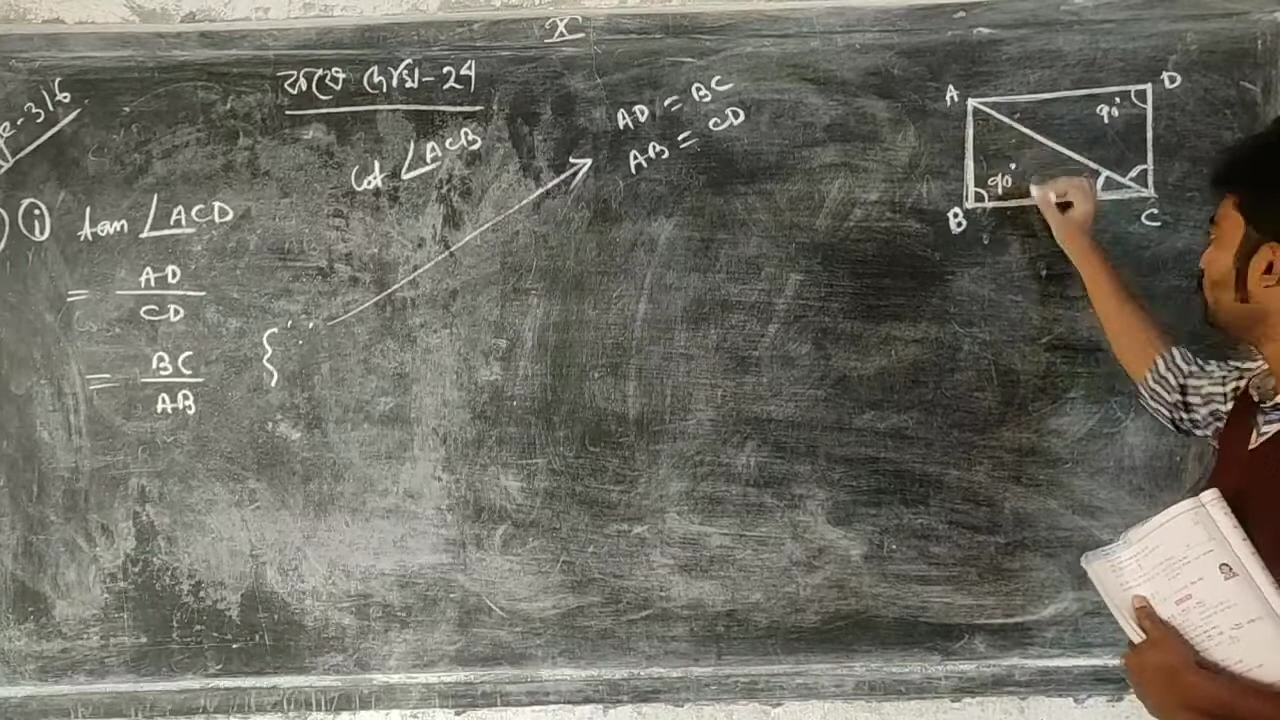 X
কষে দেখি-24
316
cot ∠ACB
AD = BC
AB = CD
i tan ∠ACD
= AD/CD
= BC/AB {∵
A D
90°
90°
B C